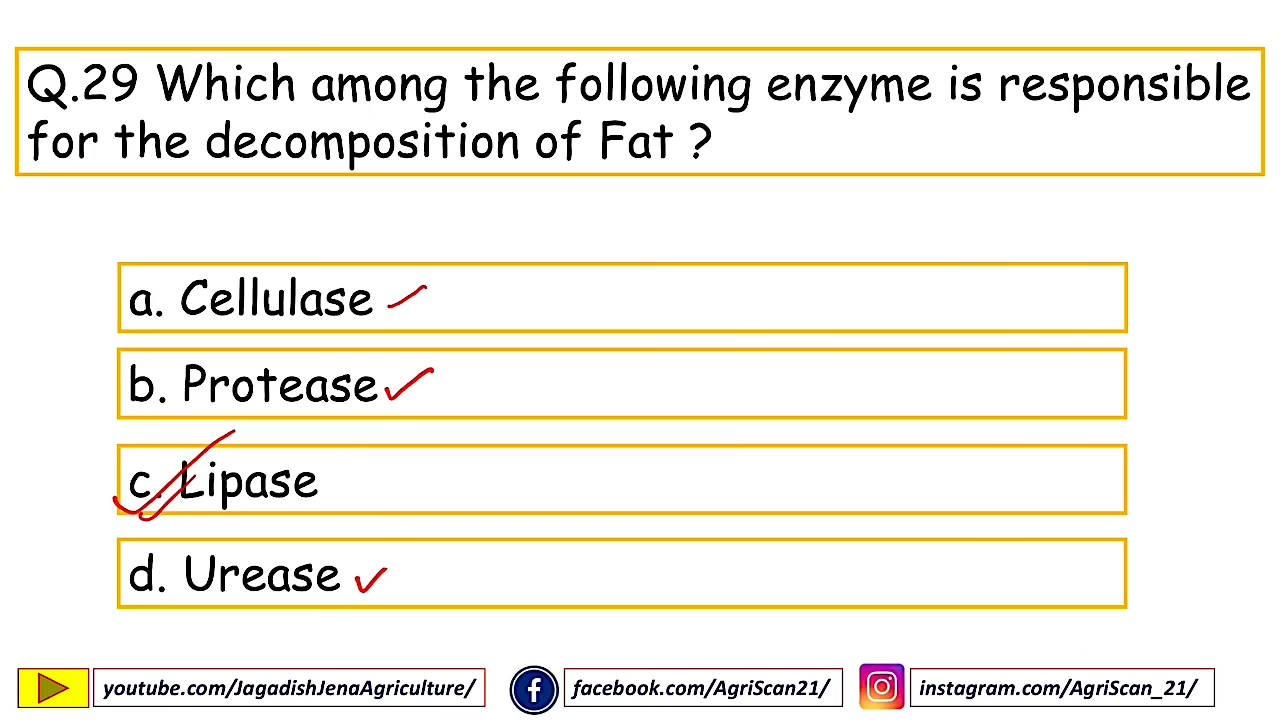 Q.29 Which among the following enzyme is responsible
for the decomposition of Fat ?
a. Cellulase
b. Protease
c. Lipase
d. Urease
youtube.com/JagadishJenaAgriculture/
facebook.com/AgriScan21/
instagram.com/AgriScan_21/